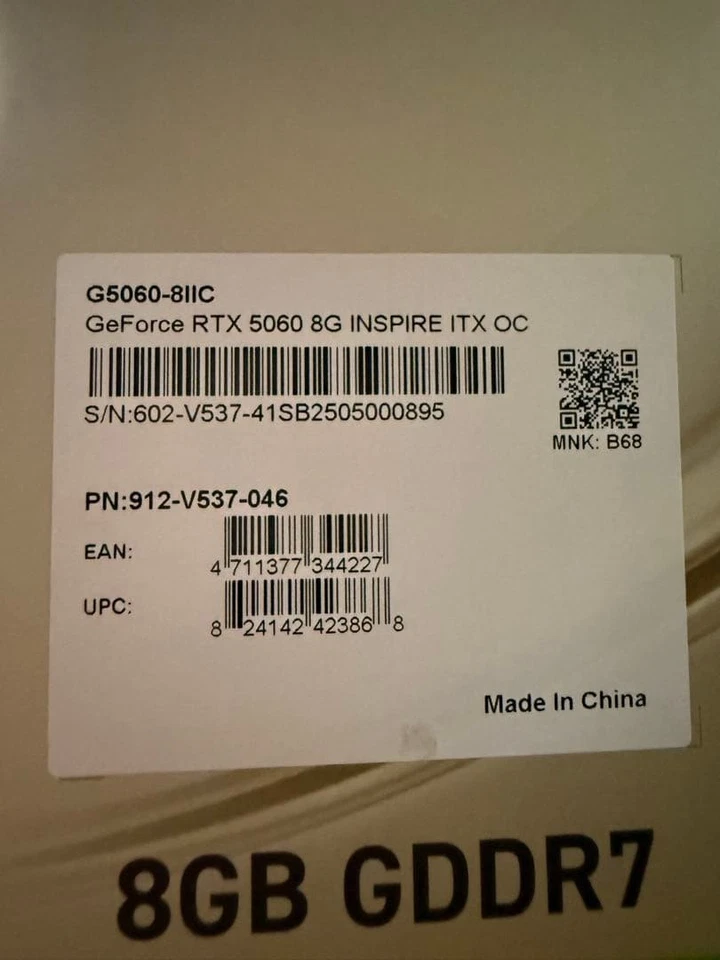 G5060-8IIC
GeForce RTX 5060 8G INSPIRE ITX OC
S/N:602-V537-41SB2505000895
MNK: B68
PN:912-V537-046
EAN:
4 711377 344227
UPC:
8 24142 42386 8
Made In China
8GB GDDR7